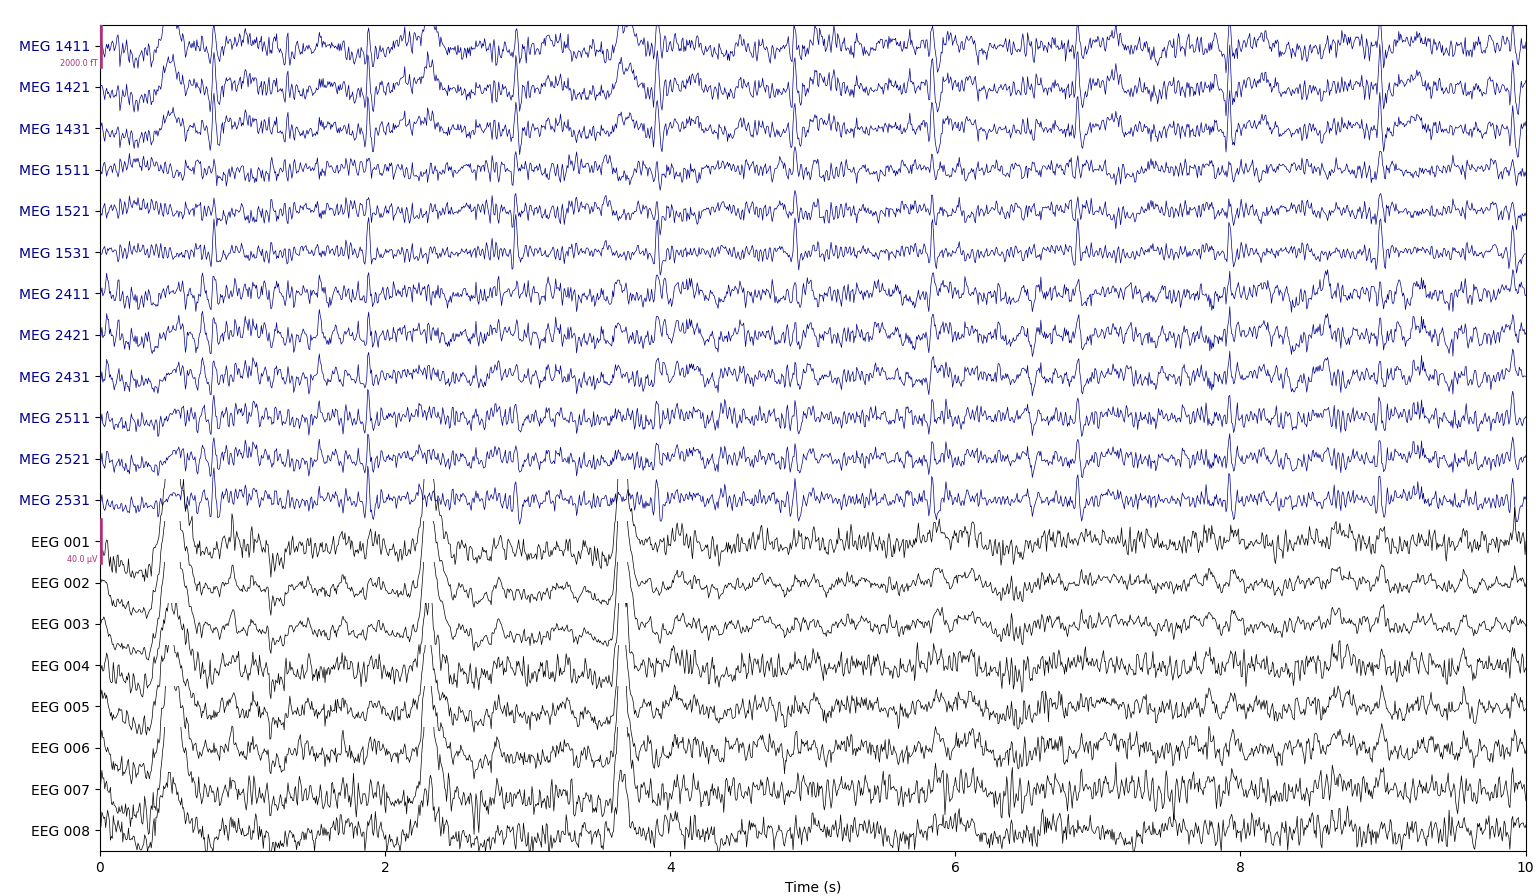 MEG 1411
2000.0 fT
MEG 1421
MEG 1431
MEG 1511
MEG 1521
MEG 1531
MEG 2411
MEG 2421
MEG 2431
MEG 2511
MEG 2521
MEG 2531
EEG 001
40.0 µV
EEG 002
EEG 003
EEG 004
EEG 005
EEG 006
EEG 007
EEG 008
0 2 4 6 8 10
Time (s)